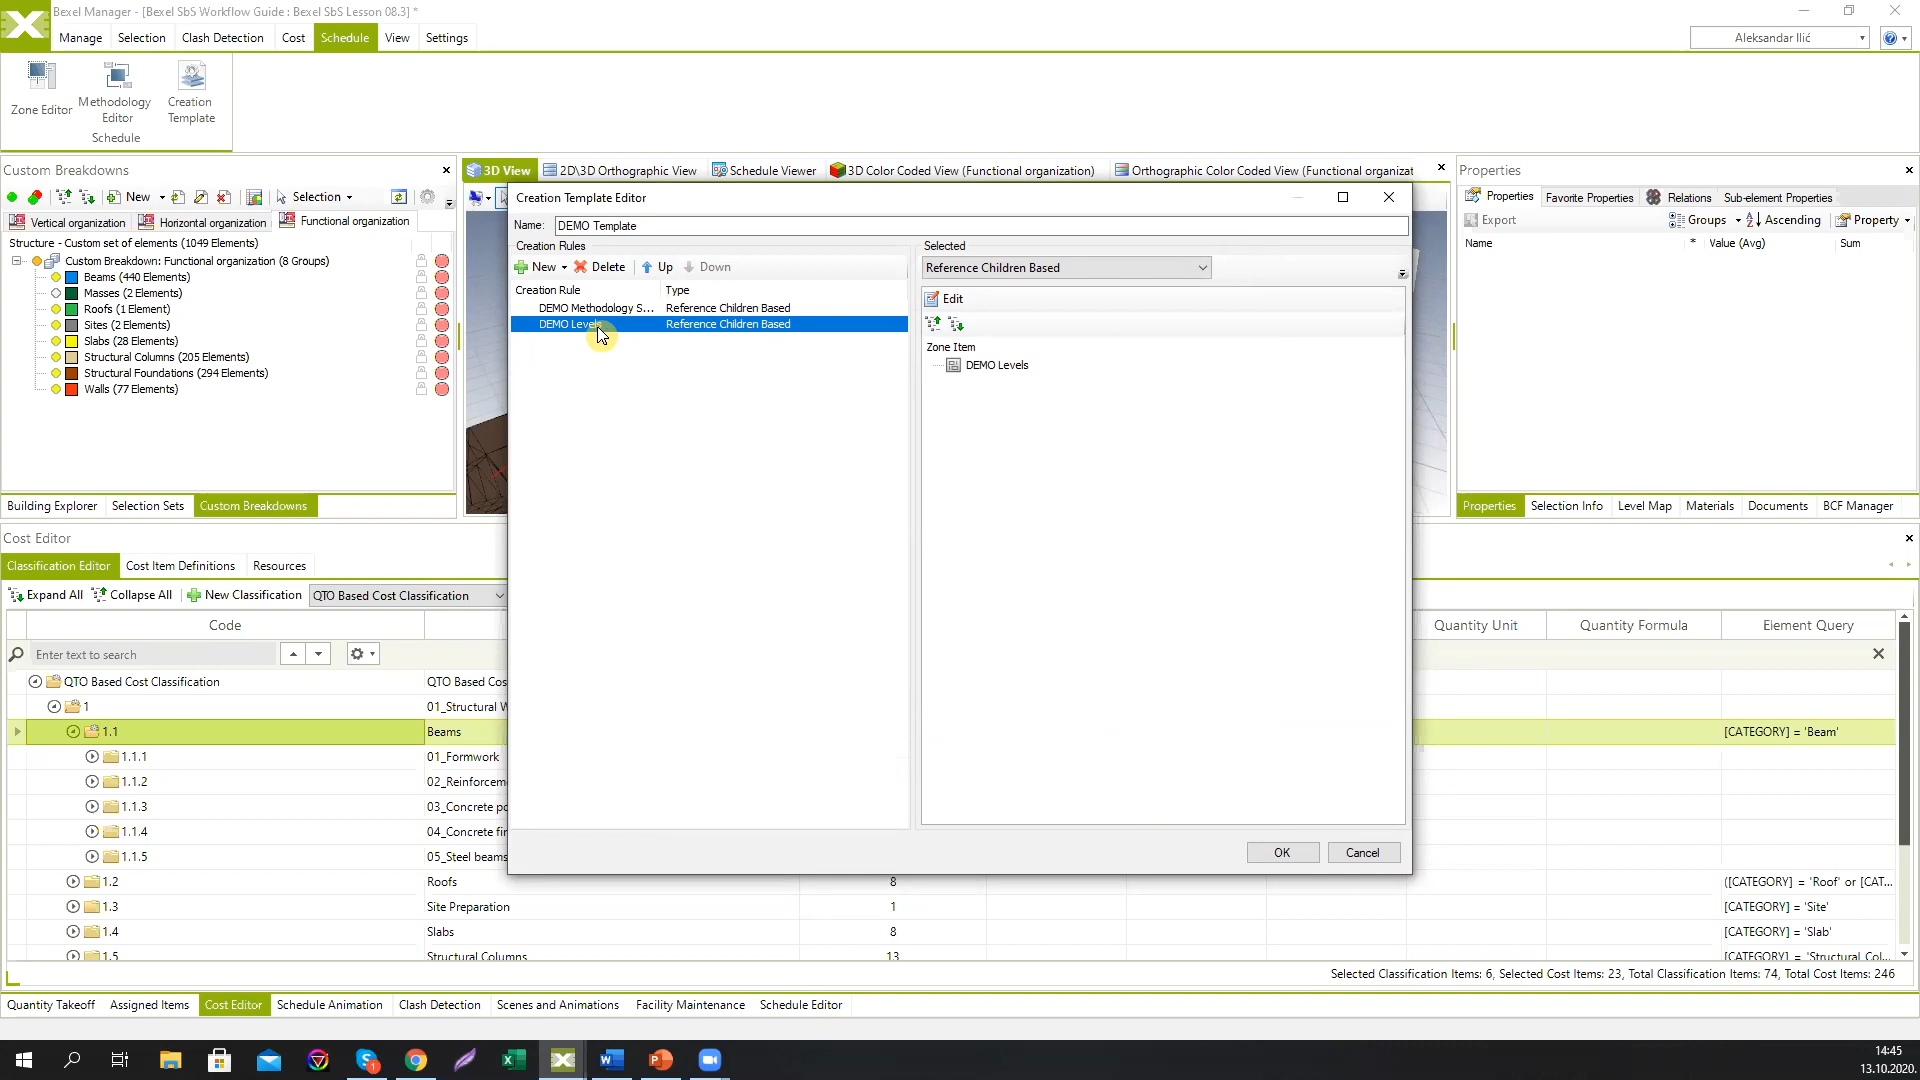 Bexel Manager - [Bexel SbS Workflow Guide : Bexel SbS Lesson 08.3] *
Manage Selection Clash Detection Cost Schedule View Settings
Aleksandar Ilić
Zone Editor
Methodology Editor
Creation Template
Schedule
Custom Breakdowns
New Selection
Vertical organization Horizontal organization Functional organization
Structure - Custom set of elements (1049 Elements)
Custom Breakdown: Functional organization (8 Groups)
Beams (440 Elements)
Masses (2 Elements)
Roofs (1 Element)
Sites (2 Elements)
Slabs (28 Elements)
Structural Columns (205 Elements)
Structural Foundations (294 Elements)
Walls (77 Elements)
Building Explorer Selection Sets Custom Breakdowns
3D View 2D\3D Orthographic View Schedule Viewer 3D Color Coded View (Functional organization) Orthographic Color Coded View (Functional organizat
Creation Template Editor
Name: DEMO Template
Creation Rules
New Delete Up Down
Creation Rule Type
DEMO Methodology S... Reference Children Based
DEMO Levels Reference Children Based
Selected
Reference Children Based
Edit
Zone Item
DEMO Levels
OK Cancel
Properties
Properties Favorite Properties Relations Sub-element Properties
Export Groups Ascending Property
Name * Value (Avg) Sum
Properties Selection Info Level Map Materials Documents BCF Manager
Cost Editor
Classification Editor Cost Item Definitions Resources
Expand All Collapse All New Classification QTO Based Cost Classification
Code Quantity Unit Quantity Formula Element Query
Enter text to search
QTO Based Cost Classification QTO Based Cos
1 01_Structural W
1.1 Beams [CATEGORY] = 'Beam'
1.1.1 01_Formwork
1.1.2 02_Reinforcem
1.1.3 03_Concrete po
1.1.4 04_Concrete fir
1.1.5 05_Steel beams
1.2 Roofs 8 ([CATEGORY] = 'Roof' or [CAT...
1.3 Site Preparation 1 [CATEGORY] = 'Site'
1.4 Slabs 8 [CATEGORY] = 'Slab'
1.5 Structural Columns 13 [CATEGORY] = 'Structural Col...
Selected Classification Items: 6, Selected Cost Items: 23, Total Classification Items: 74, Total Cost Items: 246
Quantity Takeoff Assigned Items Cost Editor Schedule Animation Clash Detection Scenes and Animations Facility Maintenance Schedule Editor
14:45
13.10.2020.